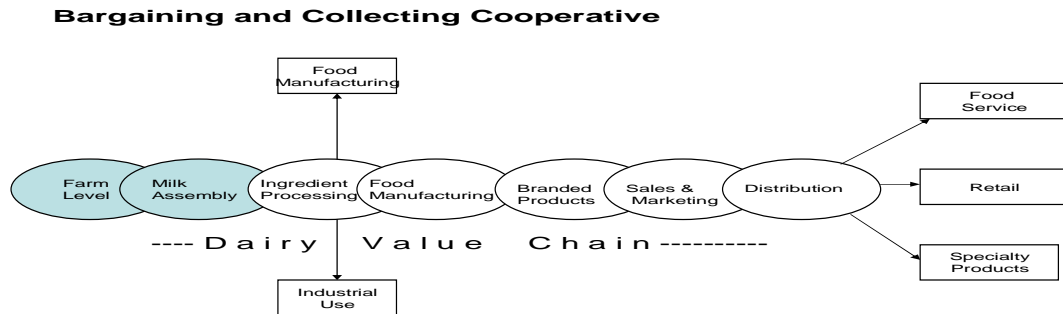 Bargaining and Collecting Cooperative
Food
Manufacturing
Food
Service
Farm
Level
Milk
Assembly
Ingredient
Processing
Food
Manufacturing
Branded
Products
Sales &
Marketing
Distribution
Retail
---- Dairy Value Chain----------
Specialty
Products
Industrial
Use